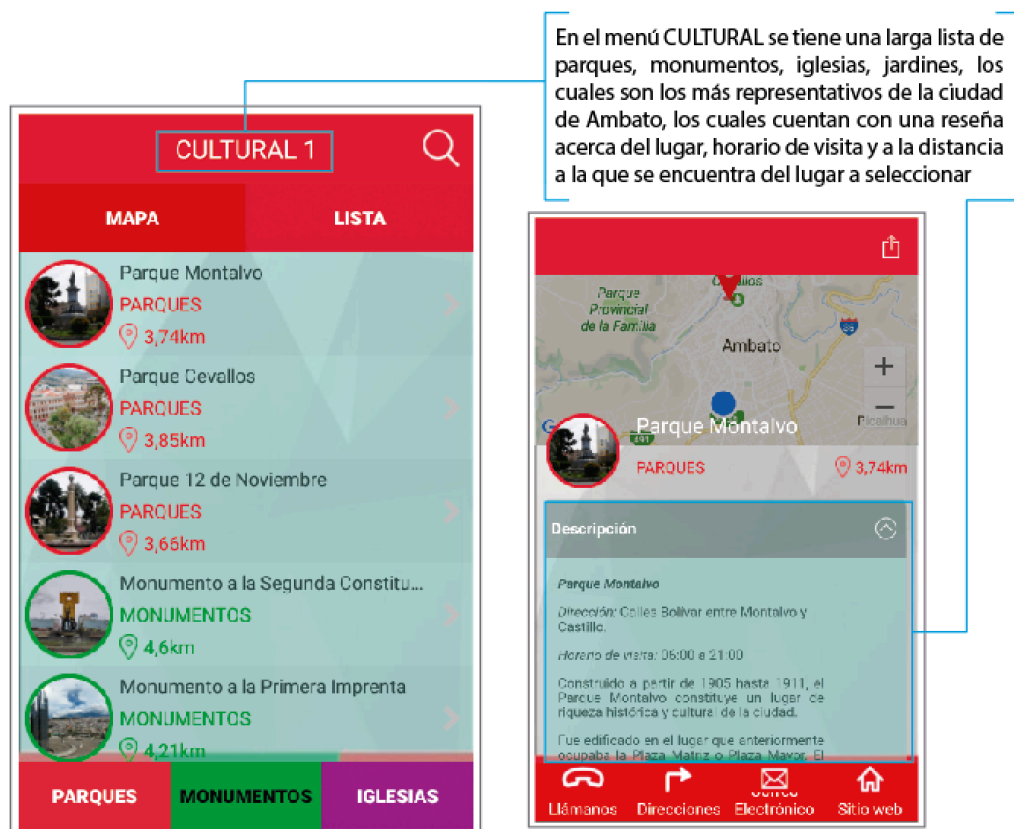 En el menú CULTURAL se tiene una larga lista de
parques, monumentos, iglesias, jardines, los
cuales son los más representativos de la ciudad
de Ambato, los cuales cuentan con una reseña
acerca del lugar, horario de visita y a la distancia
a la que se encuentra del lugar a seleccionar
CULTURAL 1
MAPA LISTA
Parque Montalvo
PARQUES
3,74km
Parque Cevallos
PARQUES
3,85km
Parque 12 de Noviembre
PARQUES
3,66km
Monumento a la Segunda Constitu...
MONUMENTOS
4,6km
Monumento a la Primera Imprenta
MONUMENTOS
4,21km
PARQUES MONUMENTOS IGLESIAS
Parque
Provincial
de la Familia
Ambato
35
Picaihua
691
Parque Montalvo
PARQUES 3,74km
Descripción
Parque Montalvo
Dirección: Calles Bolívar entre Montalvo y
Castillo.
Horario de visita: 06:00 a 21:00
Construido a partir de 1905 hasta 1911, el
Parque Montalvo constituye un lugar de
riqueza histórica y cultural de la ciudad.
Fue edificado en el lugar que anteriormente
ocupaba la Plaza Matriz o Plaza Mayor. El
Llámanos Direcciones Correo Electrónico Sitio web